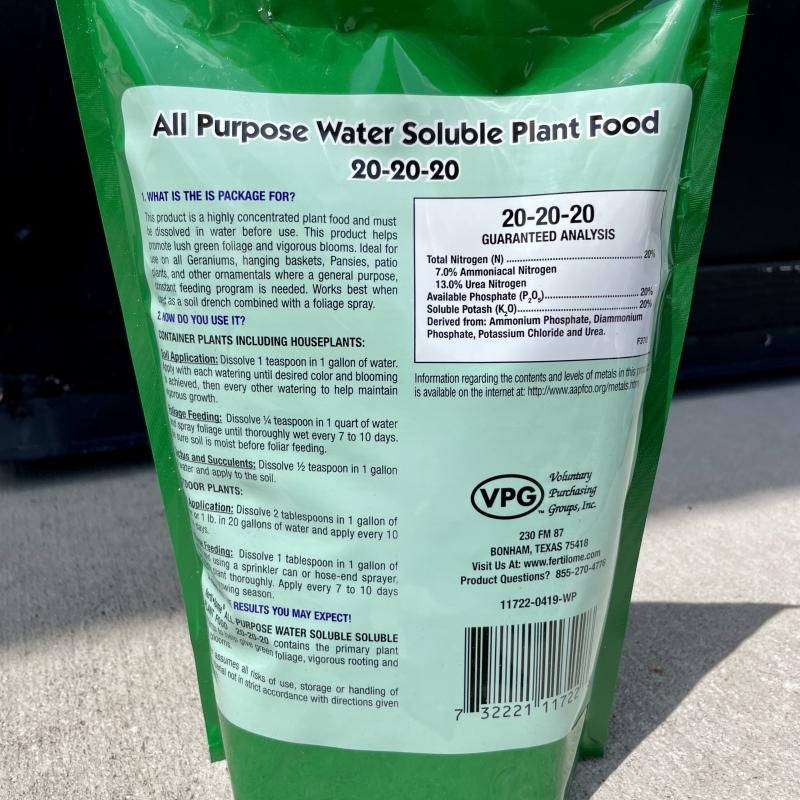 All Purpose Water Soluble Plant Food
20-20-20
1. WHAT IS THE IS PACKAGE FOR?
This product is a highly concentrated plant food and must
be dissolved in water before use. This product helps
promote lush green foliage and vigorous blooms. Ideal for
use on all Geraniums, hanging baskets, Pansies, patio
plants, and other ornamentals where a general purpose,
constant feeding program is needed. Works best when
as a soil drench combined with a foliage spray.
2. HOW DO YOU USE IT?
CONTAINER PLANTS INCLUDING HOUSEPLANTS:
Soil Application: Dissolve 1 teaspoon in 1 gallon of water.
Apply with each watering until desired color and blooming
achieved, then every other watering to help maintain
vigorous growth.
Foliage Feeding: Dissolve ¼ teaspoon in 1 quart of water
spray foliage until thoroughly wet every 7 to 10 days.
sure soil is moist before foliar feeding.
and Succulents: Dissolve ½ teaspoon in 1 gallon
water and apply to the soil.
PLANTS:
Application: Dissolve 2 tablespoons in 1 gallon of
or 1 lb. in 20 gallons of water and apply every 10
days.
Feeding: Dissolve 1 tablespoon in 1 gallon of
using a sprinkler can or hose-end sprayer.
plant thoroughly. Apply every 7 to 10 days
season.
RESULTS YOU MAY EXPECT!
ALL PURPOSE WATER SOLUBLE SOLUBLE
PLANT FOOD 20-20-20 contains the primary plant
to help give green foliage, vigorous rooting and
blooms.
assumes all risks of use, storage or handling of
material not in strict accordance with directions given
20-20-20
GUARANTEED ANALYSIS
Total Nitrogen (N) 20%
7.0% Ammoniacal Nitrogen
13.0% Urea Nitrogen
Available Phosphate (P₂O₅) 20%
Soluble Potash (K₂O) 20%
Derived from: Ammonium Phosphate, Diammonium
Phosphate, Potassium Chloride and Urea.
Information regarding the contents and levels of metals in this
is available on the internet at: http://www.aapfco.org/metals.htm
VPG™
Voluntary
Purchasing
Groups, Inc.
230 FM 87
BONHAM, TEXAS 75418
Visit Us At: www.fertilome.com
Product Questions? 855-270-4776
11722-0419-WP
7 32221 11722